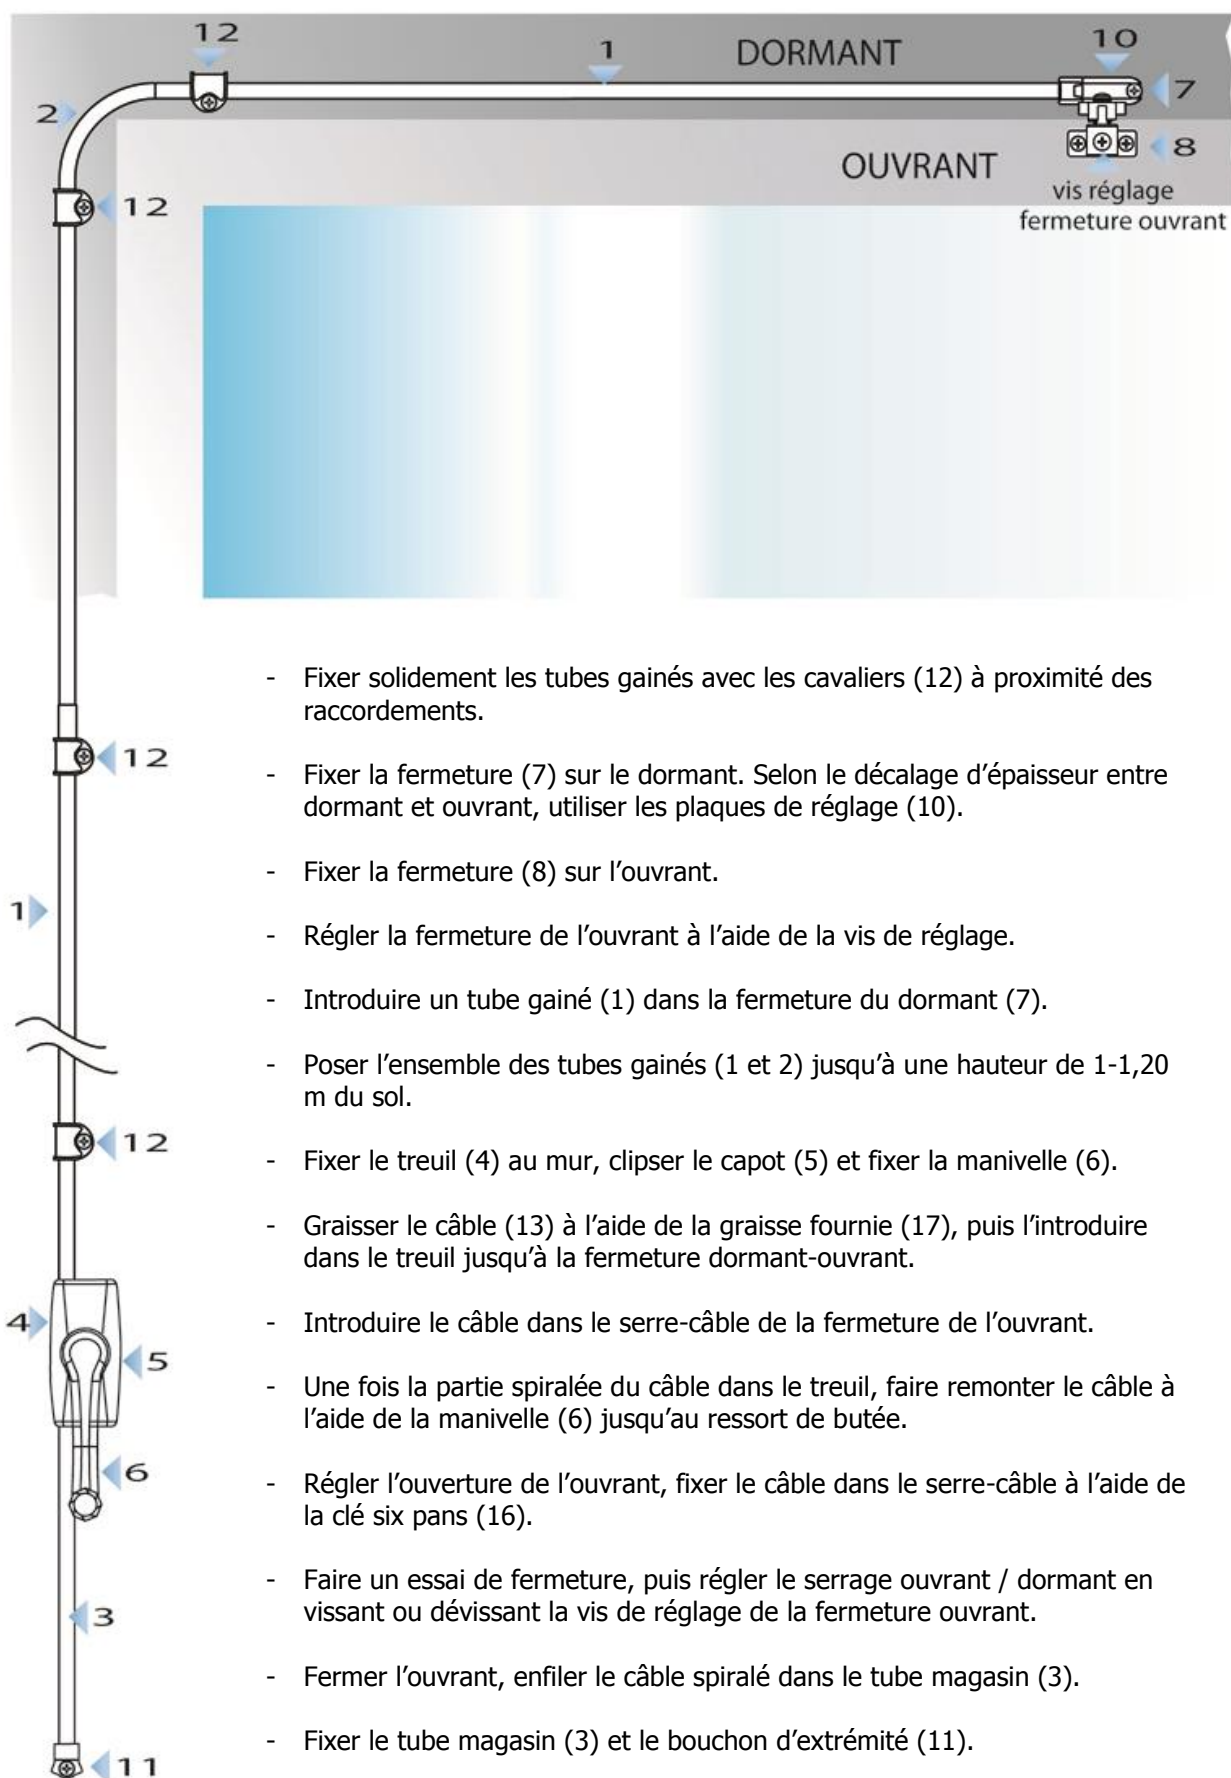 12
1
DORMANT
10
7
2
OUVRANT
8
12
vis réglage
fermeture ouvrant
- Fixer solidement les tubes gainés avec les cavaliers (12) à proximité des
raccordements.
12
- Fixer la fermeture (7) sur le dormant. Selon le décalage d’épaisseur entre
dormant et ouvrant, utiliser les plaques de réglage (10).
- Fixer la fermeture (8) sur l’ouvrant.
1
- Régler la fermeture de l’ouvrant à l’aide de la vis de réglage.
- Introduire un tube gainé (1) dans la fermeture du dormant (7).
- Poser l’ensemble des tubes gainés (1 et 2) jusqu’à une hauteur de 1-1,20
m du sol.
12
- Fixer le treuil (4) au mur, clipser le capot (5) et fixer la manivelle (6).
- Graisser le câble (13) à l’aide de la graisse fournie (17), puis l’introduire
dans le treuil jusqu’à la fermeture dormant-ouvrant.
4
- Introduire le câble dans le serre-câble de la fermeture de l’ouvrant.
5
- Une fois la partie spiralée du câble dans le treuil, faire remonter le câble à
l’aide de la manivelle (6) jusqu’au ressort de butée.
6
- Régler l’ouverture de l’ouvrant, fixer le câble dans le serre-câble à l’aide de
la clé six pans (16).
- Faire un essai de fermeture, puis régler le serrage ouvrant / dormant en
vissant ou dévissant la vis de réglage de la fermeture ouvrant.
3
- Fermer l’ouvrant, enfiler le câble spiralé dans le tube magasin (3).
- Fixer le tube magasin (3) et le bouchon d’extrémité (11).
11